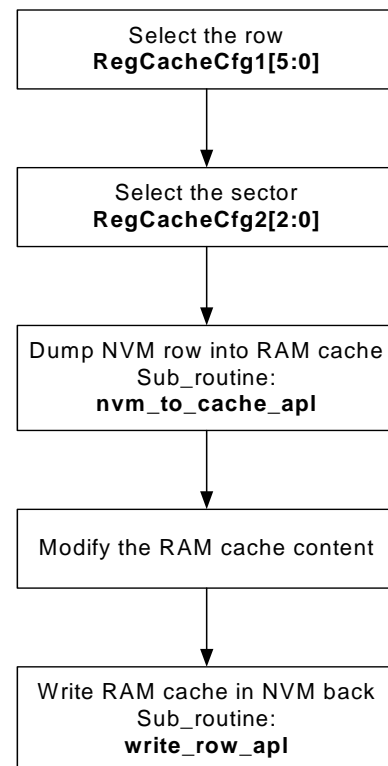 Select the row
RegCacheCfg1[5:0]
Select the sector
RegCacheCfg2[2:0]
Dump NVM row into RAM cache
Sub_routine:
nvm_to_cache_apl
Modify the RAM cache content
Write RAM cache in NVM back
Sub_routine:
write_row_apl